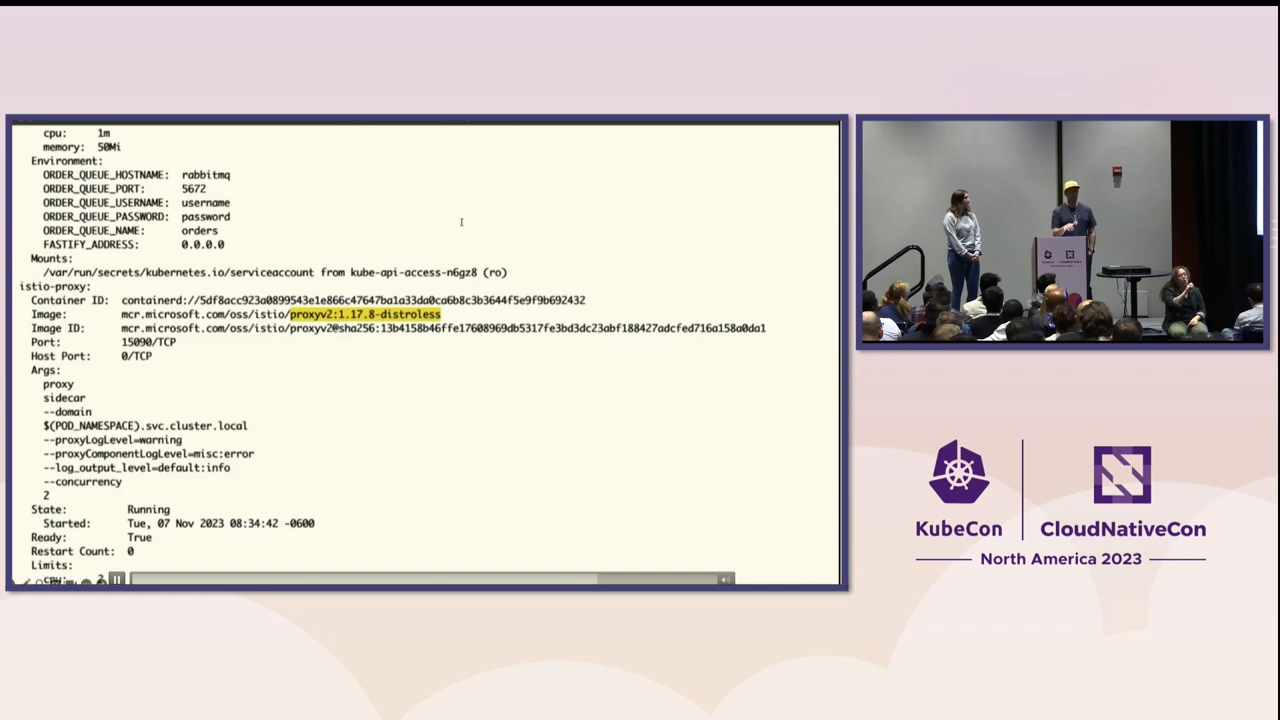 cpu: 1m
memory: 50Mi
Environment:
ORDER_QUEUE_HOSTNAME: rabbitmq
ORDER_QUEUE_PORT: 5672
ORDER_QUEUE_USERNAME: username
ORDER_QUEUE_PASSWORD: password
ORDER_QUEUE_NAME: orders
FASTIFY_ADDRESS: 0.0.0.0
Mounts:
/var/run/secrets/kubernetes.io/serviceaccount from kube-api-access-n6gz8 (ro)
istio-proxy:
Container ID: containerd://5df8acc923a0899543e1e866c47647ba1a33da0ca6b8c3b3644f5e9f9b692432
Image: mcr.microsoft.com/oss/istio/proxyv2:1.17.8-distroless
Image ID: mcr.microsoft.com/oss/istio/proxyv2@sha256:13b4158b46ffe17608969db5317fe3bd3dc23abf188427adcfed716a158a0da1
Port: 15090/TCP
Host Port: 0/TCP
Args:
proxy
sidecar
--domain
$(POD_NAMESPACE).svc.cluster.local
--proxyLogLevel=warning
--proxyComponentLogLevel=misc:error
--log_output_level=default:info
--concurrency
2
State: Running
Started: Tue, 07 Nov 2023 08:34:42 -0600
Ready: True
Restart Count: 0
Limits:
cpu: 2
KubeCon
CloudNativeCon
North America 2023